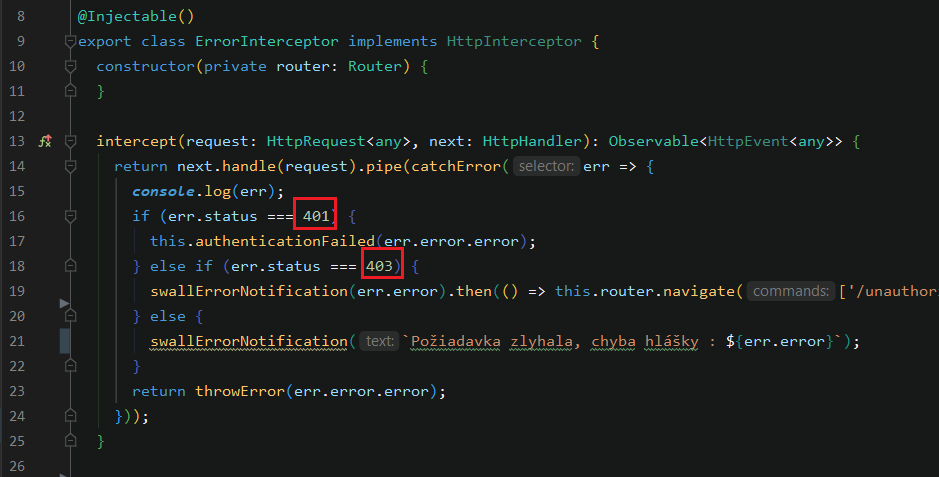 8 @Injectable()
9 export class ErrorInterceptor implements HttpInterceptor {
10 constructor(private router: Router) {
11 }
12
13 intercept(request: HttpRequest<any>, next: HttpHandler): Observable<HttpEvent<any>> {
14 return next.handle(request).pipe(catchError( selector: err => {
15 console.log(err);
16 if (err.status === 401) {
17 this.authenticationFailed(err.error.error);
18 } else if (err.status === 403) {
19 swallErrorNotification(err.error).then(() => this.router.navigate( commands: ['/unauthor
20 } else {
21 swallErrorNotification( text: `Požiadavka zlyhala, chyba hlášky : ${err.error}`);
22 }
23 return throwError(err.error.error);
24 }));
25 }
26